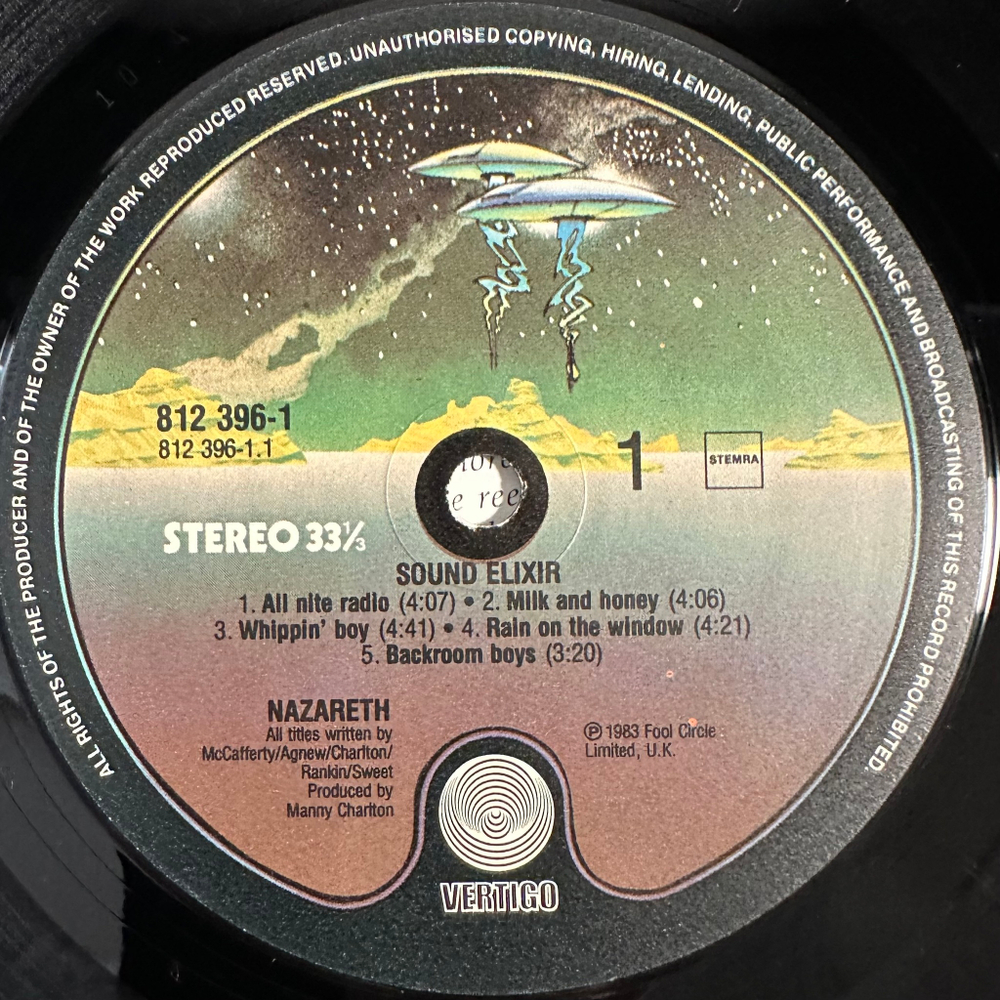 ALL RIGHTS OF THE PRODUCER AND OF THE OWNER OF THE WORK REPRODUCED RESERVED. UNAUTHORISED COPYING, HIRING, LENDING, PUBLIC PERFORMANCE AND BROADCASTING OF THIS RECORD PROHIBITED.
812 396-1
812 396-1.1
1
STEMRA
STEREO 33⅓
SOUND ELIXIR
1. All nite radio (4:07) • 2. Milk and honey (4:06)
3. Whippin' boy (4:41) • 4. Rain on the window (4:21)
5. Backroom boys (3:20)
NAZARETH
All titles written by
McCafferty/Agnew/Charlton/
Rankin/Sweet
Produced by
Manny Charlton
℗ 1983 Fool Circle
Limited, U.K.
VERTIGO